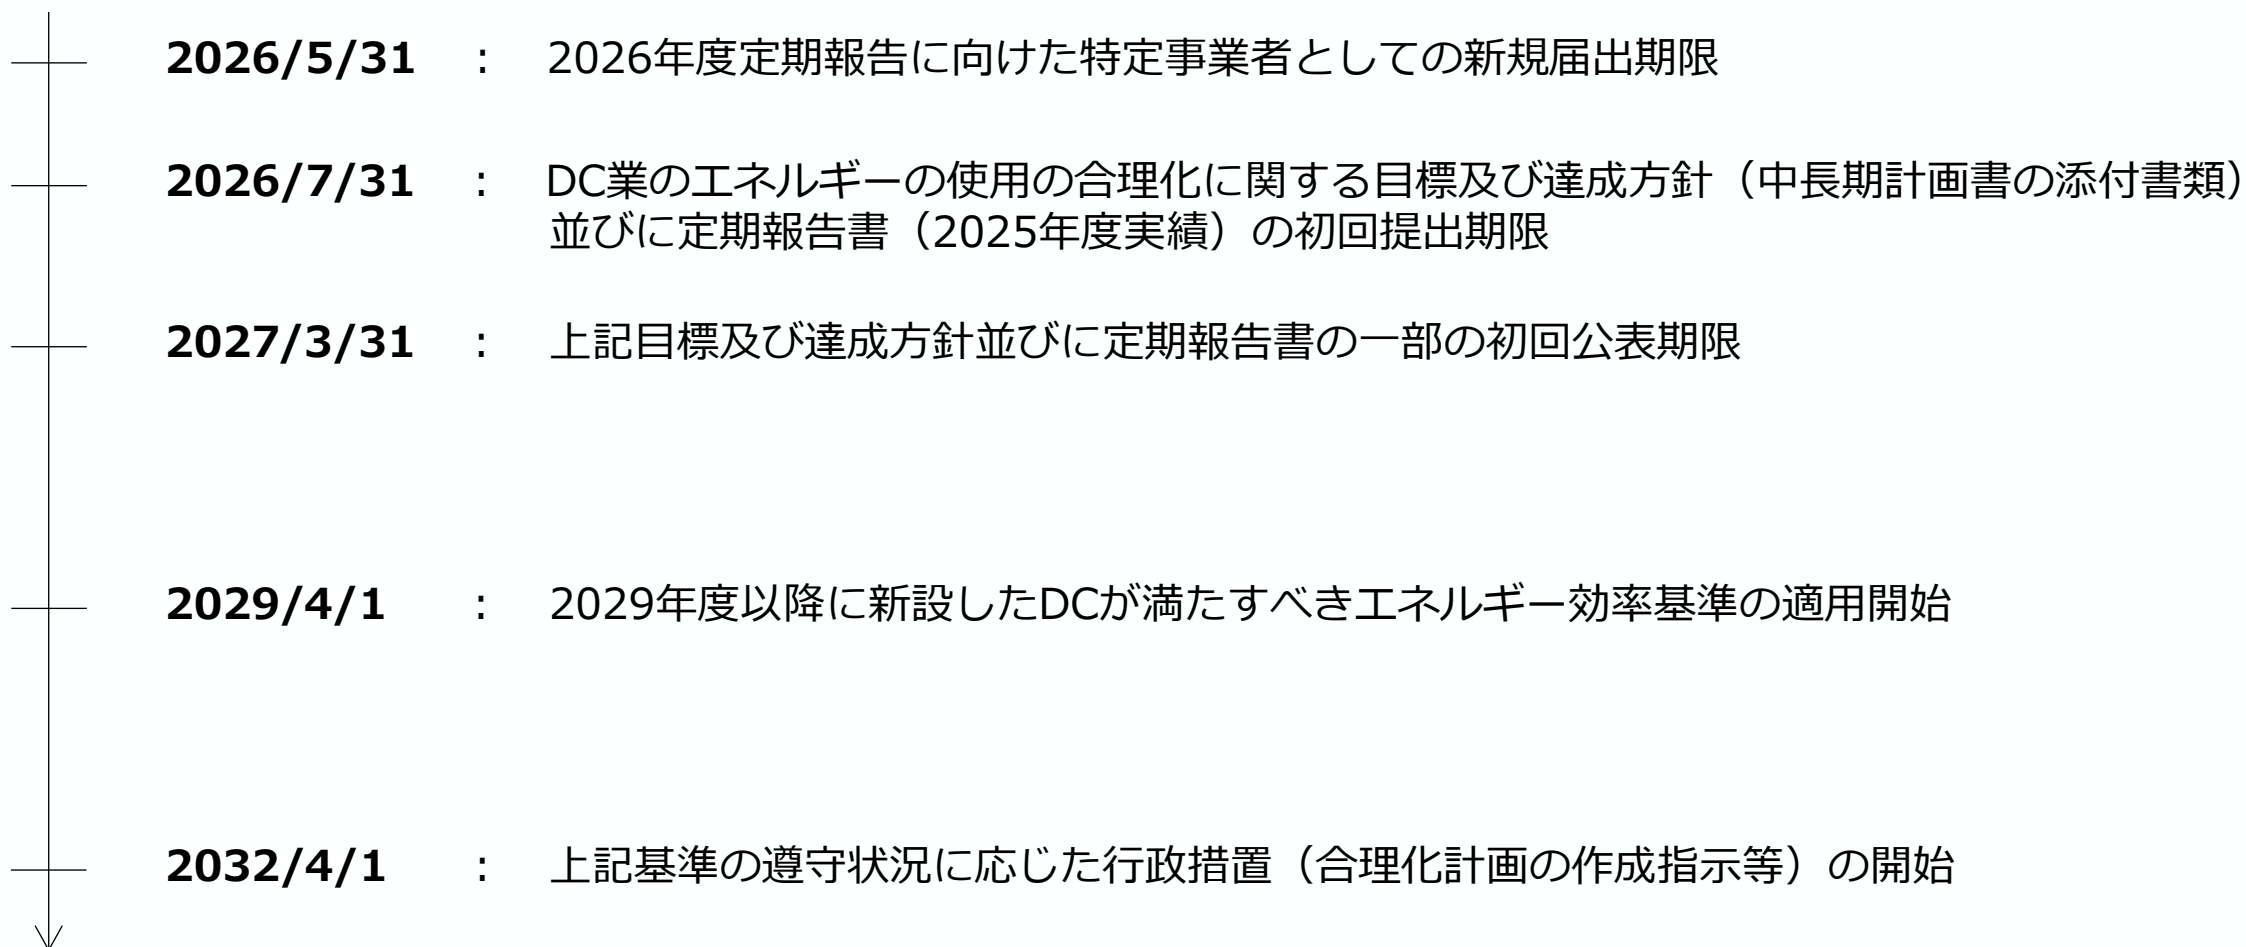 2026/5/31 : 2026年度定期報告に向けた特定事業者としての新規届出期限
2026/7/31 : DC業のエネルギーの使用の合理化に関する目標及び達成方針（中長期計画書の添付書類）
並びに定期報告書（2025年度実績）の初回提出期限
2027/3/31 : 上記目標及び達成方針並びに定期報告書の一部の初回公表期限
2029/4/1 : 2029年度以降に新設したDCが満たすべきエネルギー効率基準の適用開始
2032/4/1 : 上記基準の遵守状況に応じた行政措置（合理化計画の作成指示等）の開始